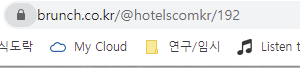 brunch.co.kr/@hotelscomkr/192
식도락 My Cloud 연구/임시 Listen t